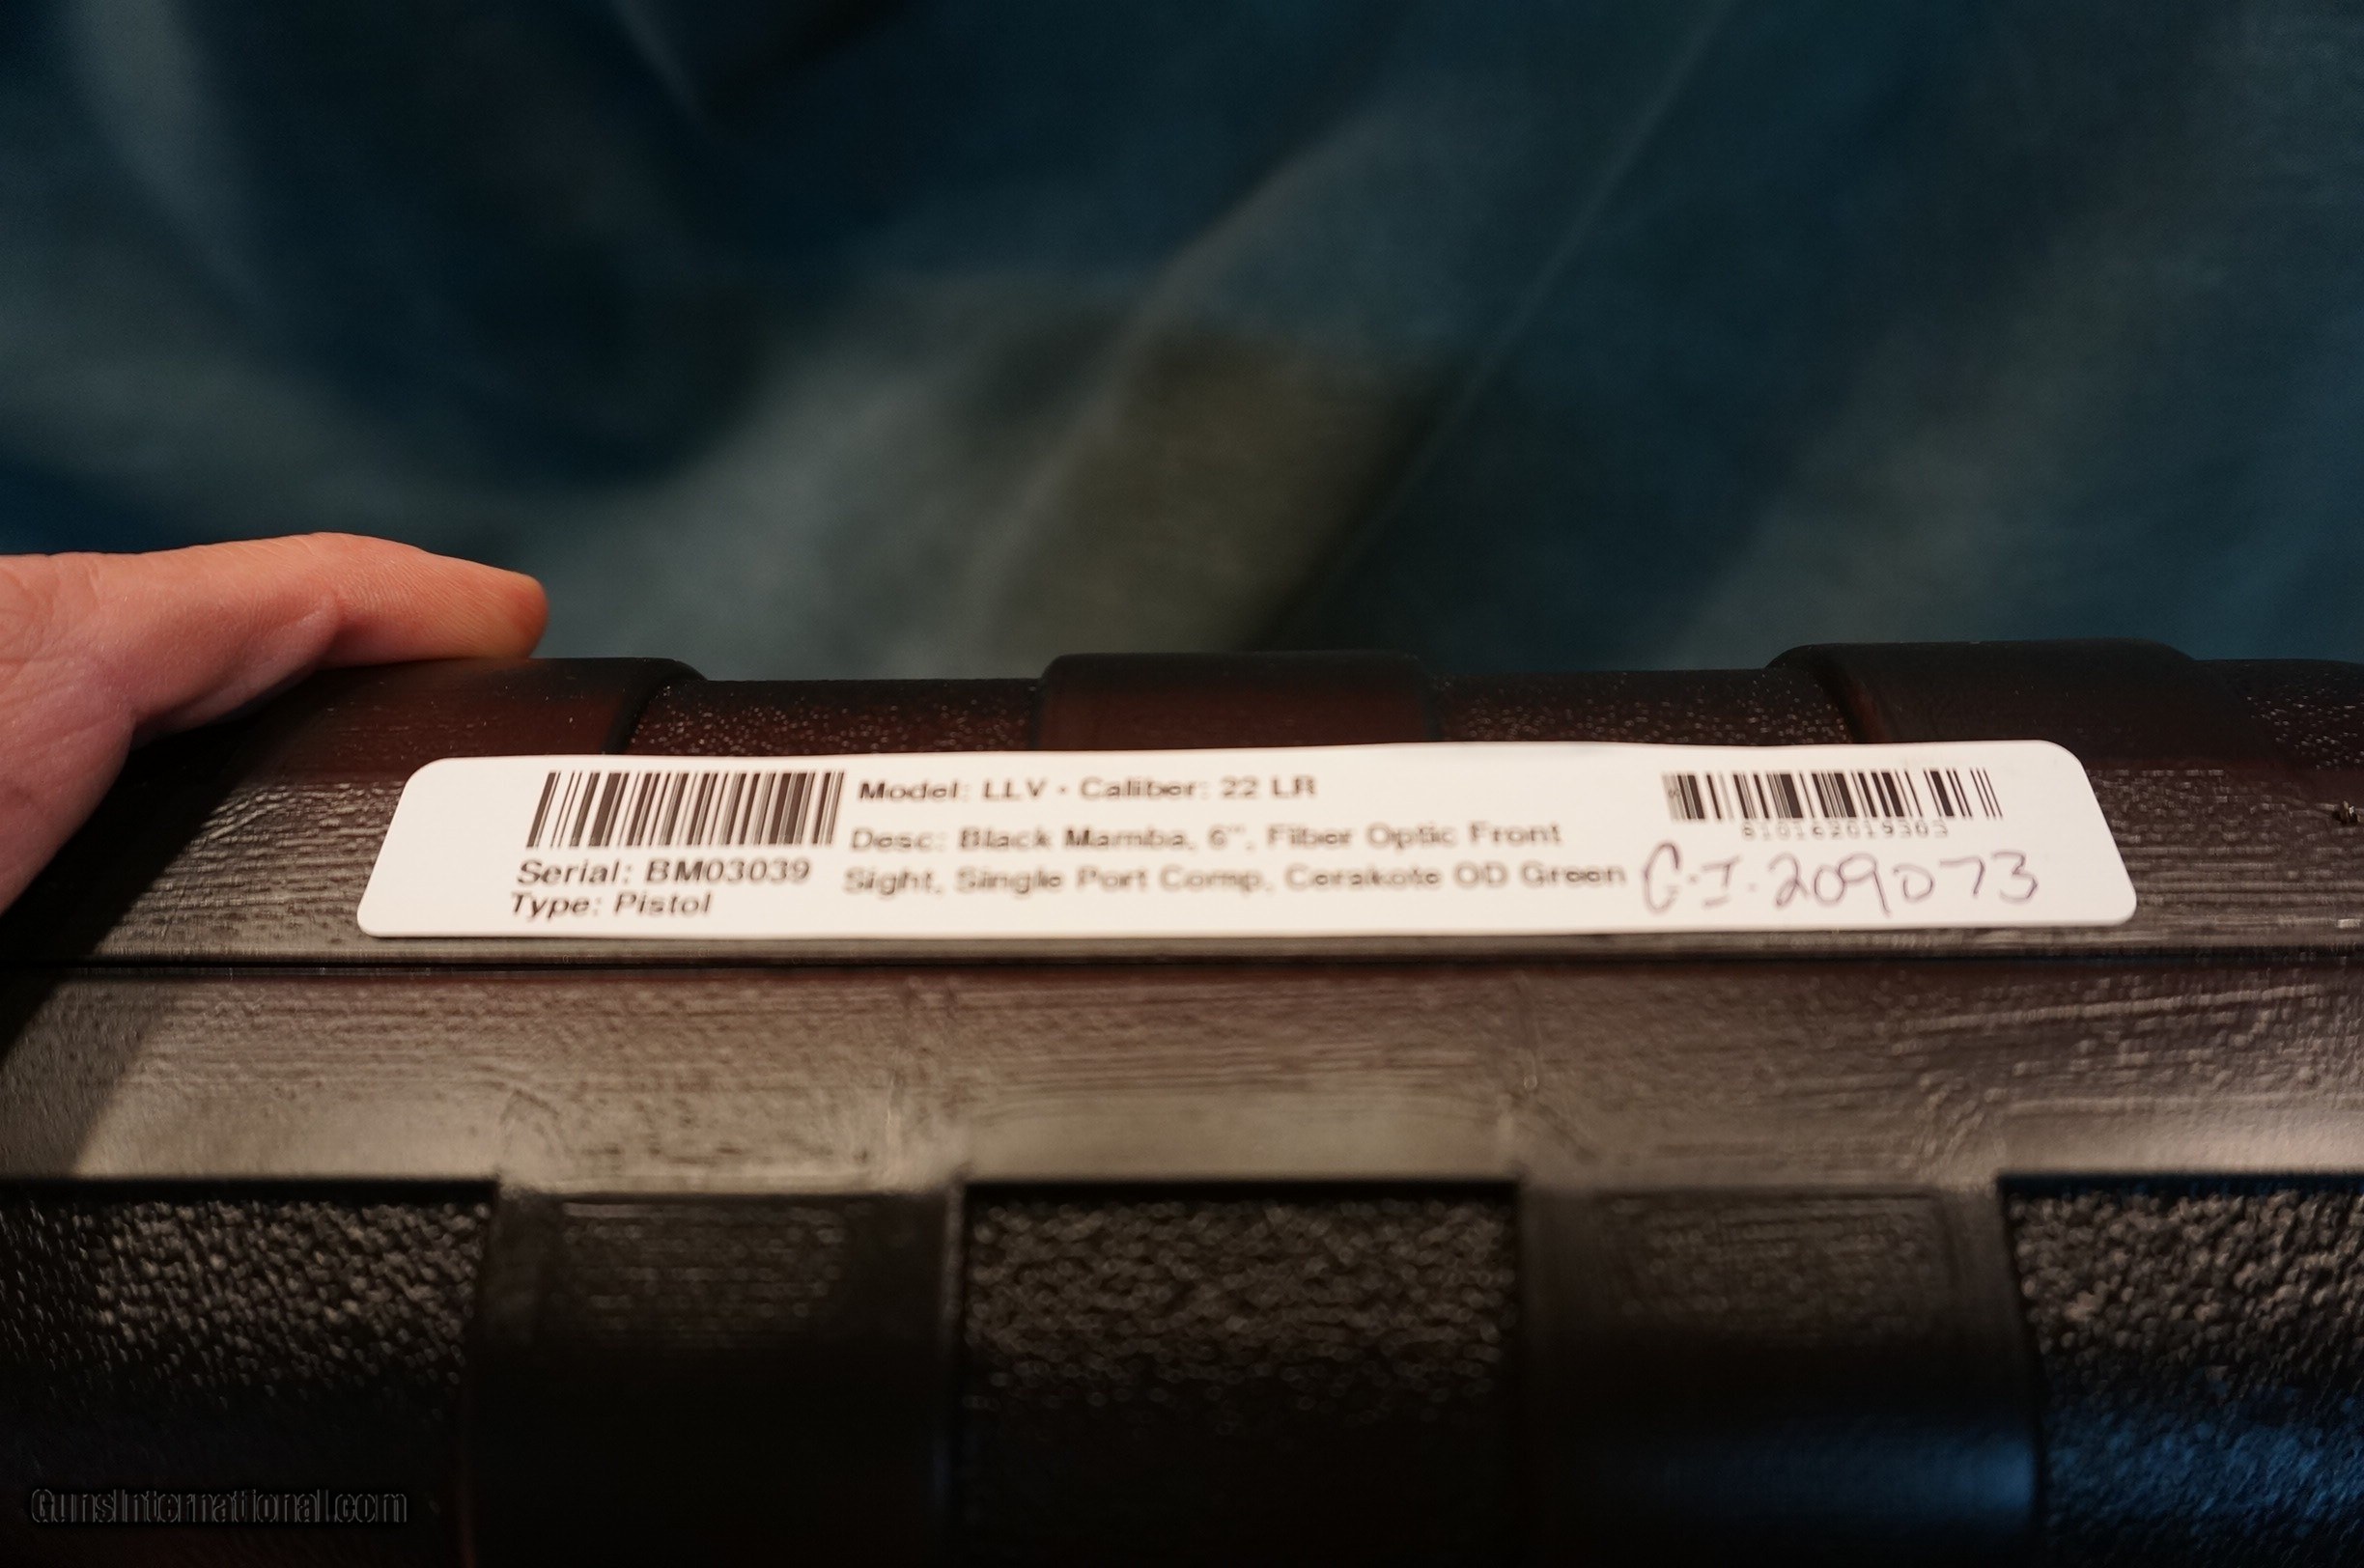 Model: LLV · Caliber: 22 LR
Desc: Black Mamba, 6", Fiber Optic Front
Sight, Single Port Comp, Cerakote OD Green
Serial: BM03039
Type: Pistol
810162019303
C.I. 209073
GunsInternational.com